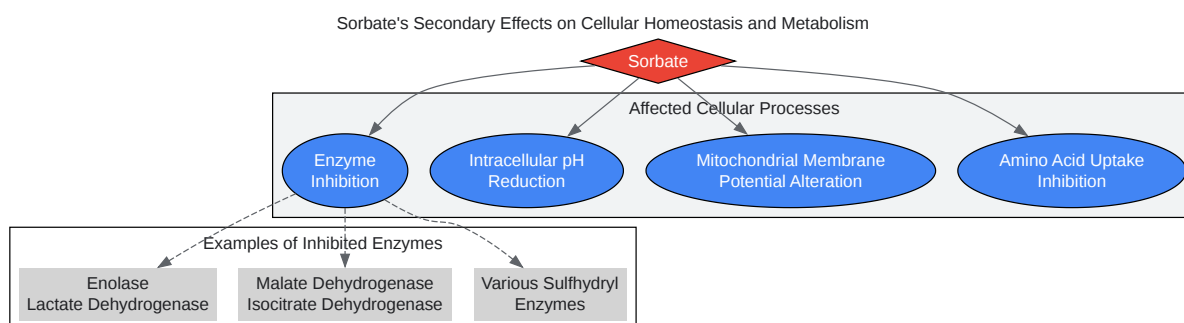 Sorbate's Secondary Effects on Cellular Homeostasis and Metabolism
Sorbate
Affected Cellular Processes
Enzyme
Inhibition
Intracellular pH
Reduction
Mitochondrial Membrane
Potential Alteration
Amino Acid Uptake
Inhibition
Examples of Inhibited Enzymes
Enolase
Lactate Dehydrogenase
Malate Dehydrogenase
Isocitrate Dehydrogenase
Various Sulfhydryl
Enzymes